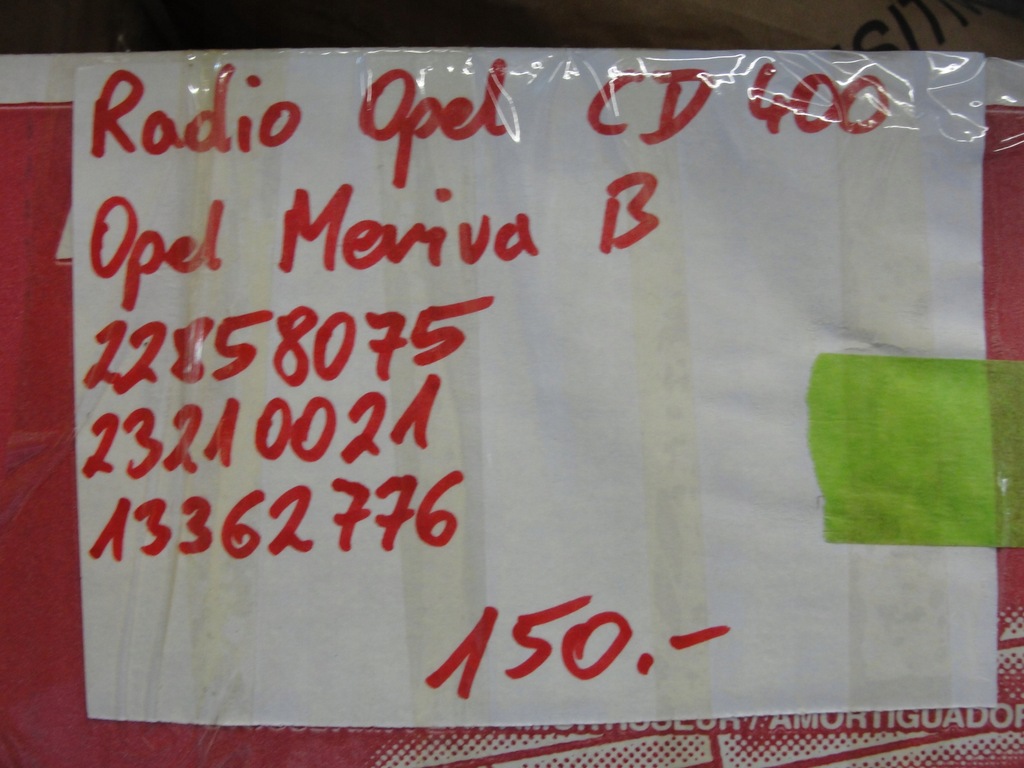 Radio Opel CD 400
Opel Meriva B
22858075
23210021
13362776
150.-
AMORTIGUADOR